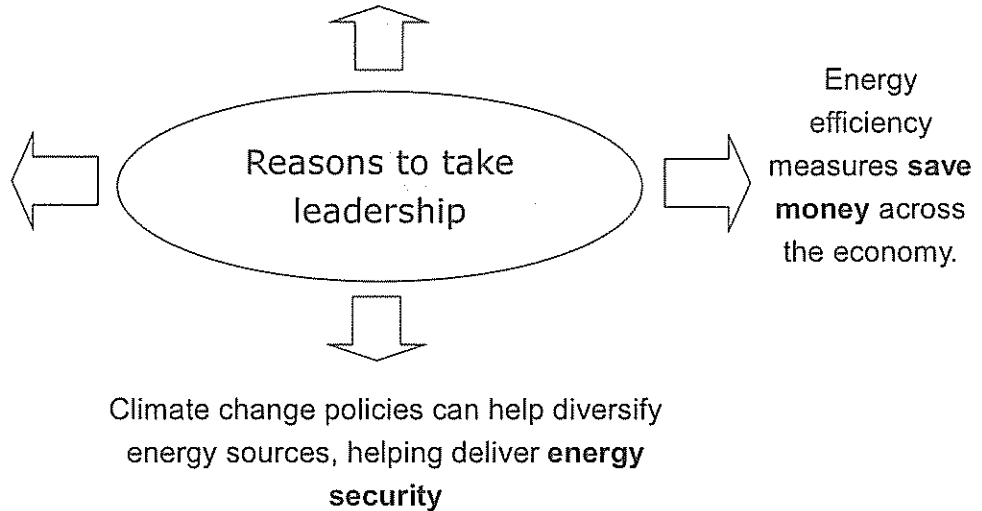 Reasons to take
leadership
Energy
efficiency
measures save
money across
the economy.
Climate change policies can help diversify
energy sources, helping deliver energy
security